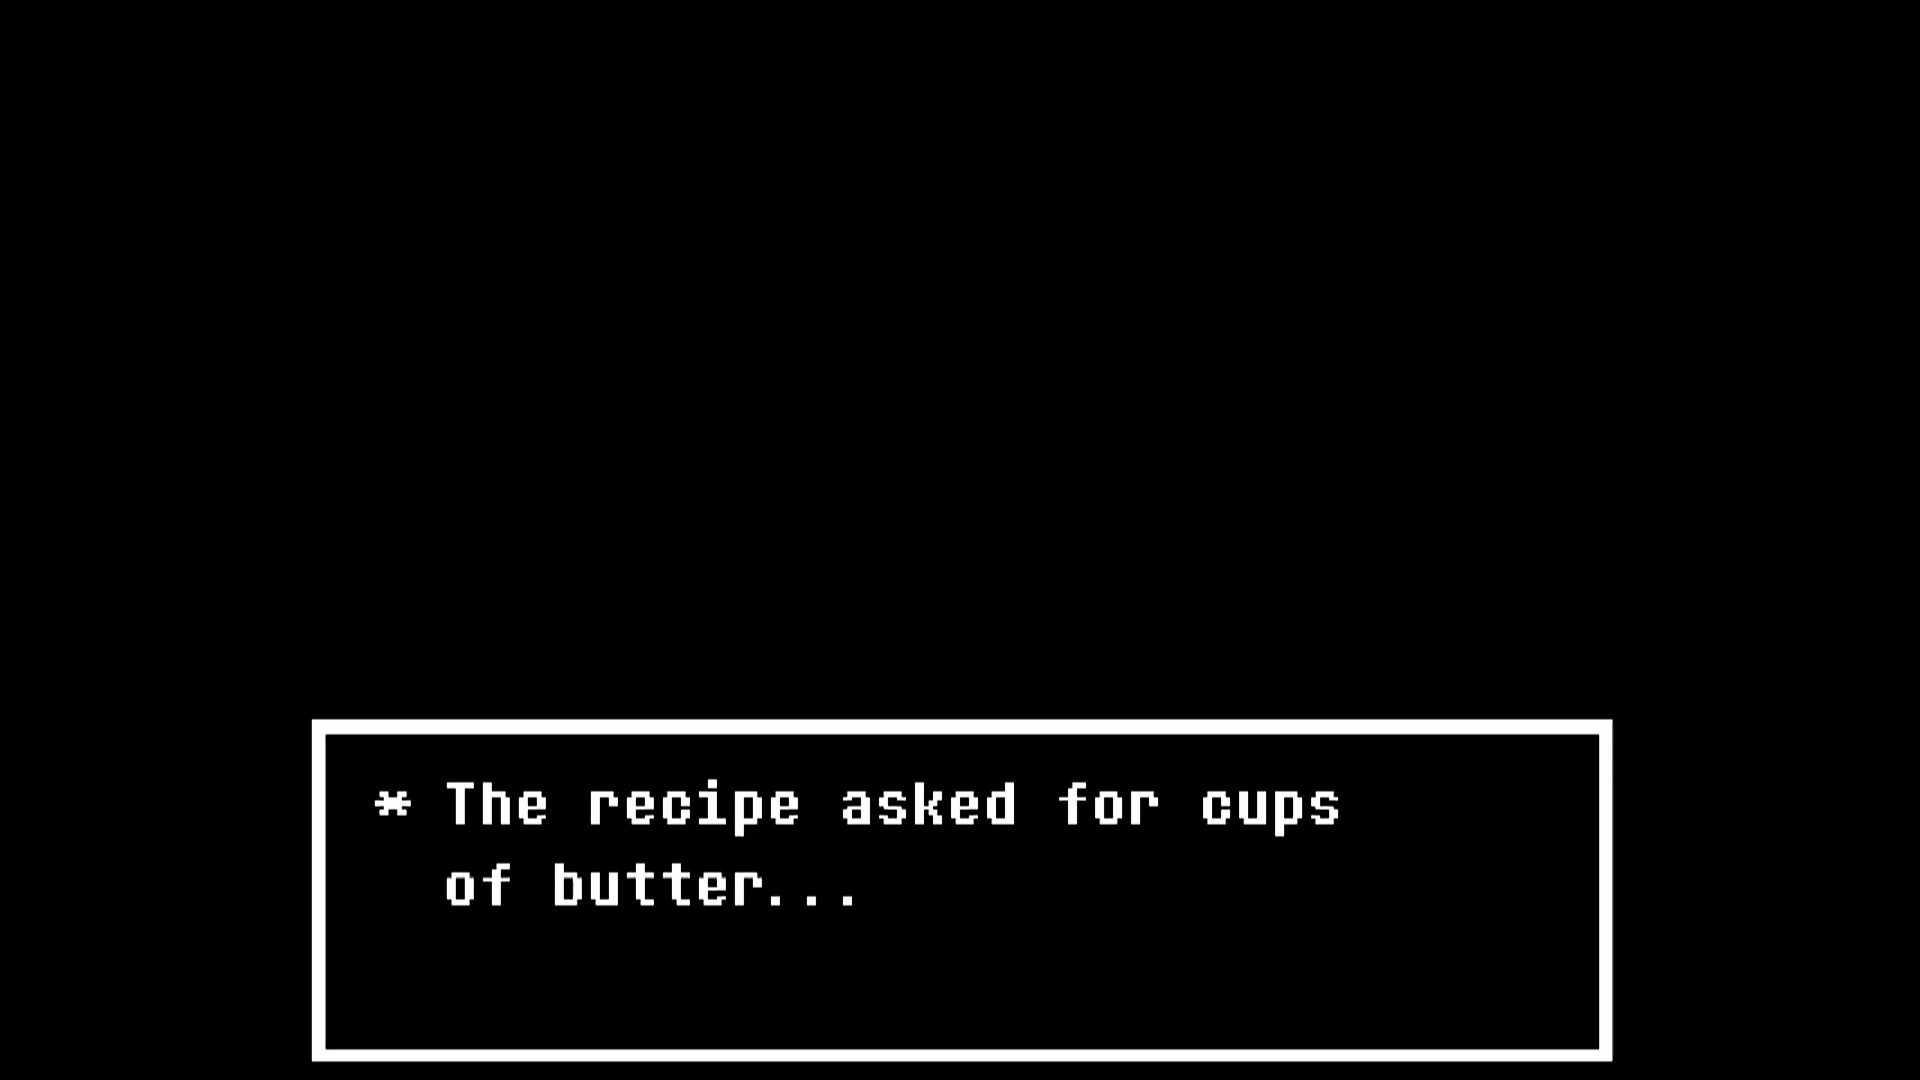 * The recipe asked for cups
of butter...